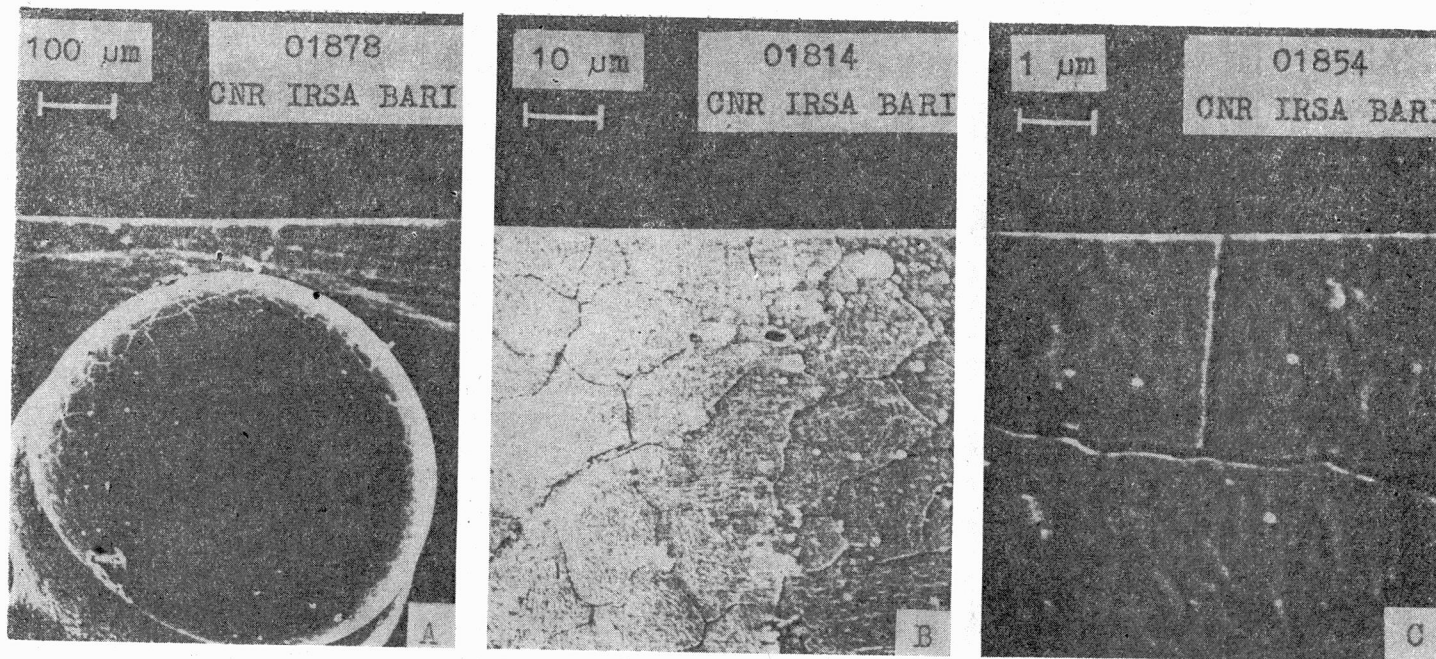 100 µm
01878
CNR IRSA BARI
A
10 µm
01814
CNR IRSA BARI
B
1 µm
01854
CNR IRSA BARI
C